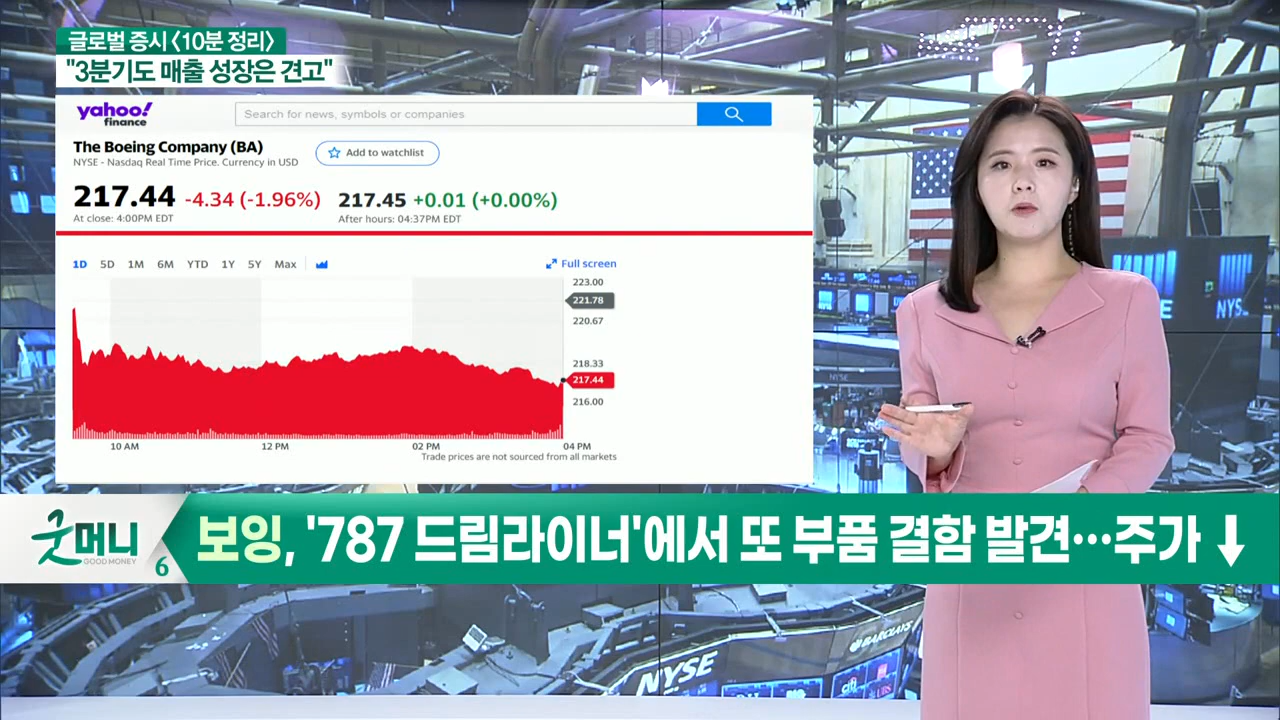 글로벌 증시 <10분 정리>
"3분기도 매출 성장은 견고"
yahoo!
finance
Search for news, symbols or companies
The Boeing Company (BA)
NYSE - Nasdaq Real Time Price. Currency in USD
Add to watchlist
217.44 -4.34 (-1.96%) 217.45 +0.01 (+0.00%)
At close: 4:00PM EDT
After hours: 04:37PM EDT
1D 5D 1M 6M YTD 1Y 5Y Max
Full screen
223.00
221.78
220.67
218.33
217.44
216.00
10 AM 12 PM 02 PM 04 PM
Trade prices are not sourced from all markets
굿머니
GOOD MONEY
6
보잉, '787 드림라이너'에서 또 부품 결함 발견…주가↓
NYSE
BARCLAYS
citi
UBS
NYS
NYSE